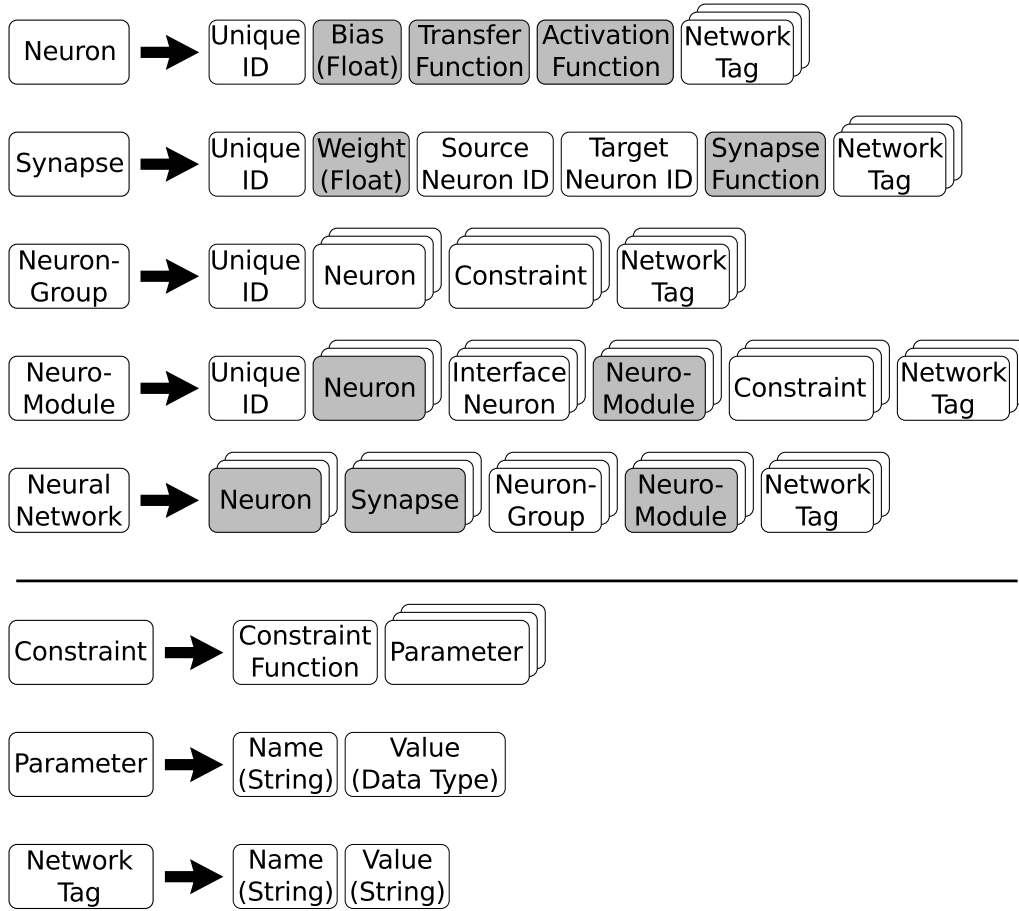 Neuron
Unique
ID
Bias
(Float)
Transfer
Function
Activation
Function
Network
Tag
Synapse
Unique
ID
Weight
(Float)
Source
Neuron ID
Target
Neuron ID
Synapse
Function
Network
Tag
Neuron-
Group
Unique
ID
Neuron
Constraint
Network
Tag
Neuro-
Module
Unique
ID
Neuron
Interface
Neuron
Neuro-
Module
Constraint
Network
Tag
Neural
Network
Neuron
Synapse
Neuron-
Group
Neuro-
Module
Network
Tag
Constraint
Constraint
Function
Parameter
Parameter
Name
(String)
Value
(Data Type)
Network
Tag
Name
(String)
Value
(String)